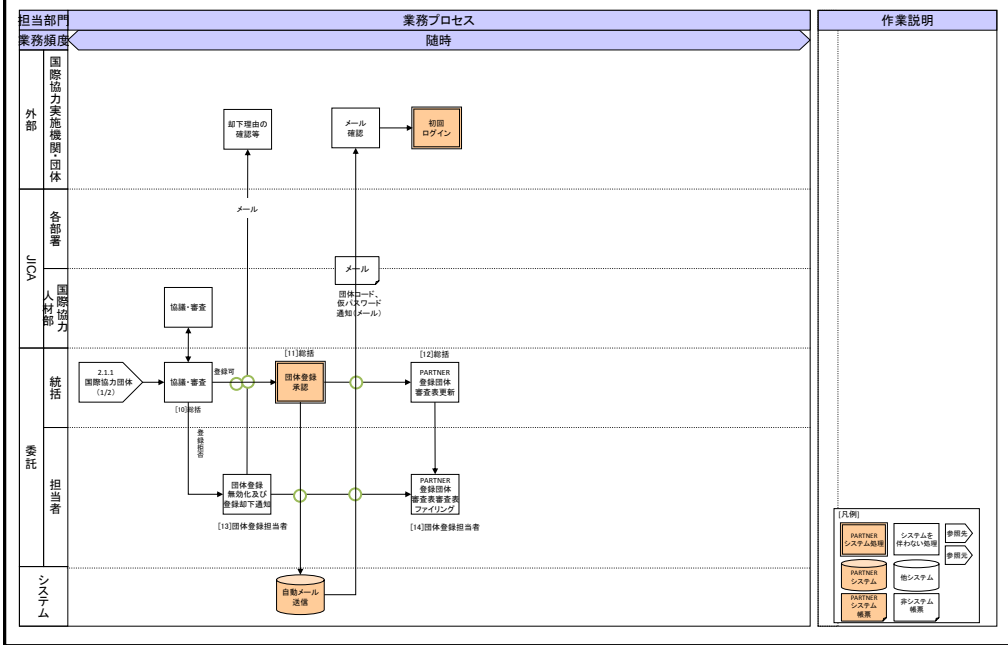 担当部門
業務プロセス
作業説明
業務頻度
随時
外部
国際協力実施機関・団体
却下理由の
確認等
メール
確認
初回
ログイン
JICA
各部署
メール
メール
国際協力
人材部
協議・審査
団体コード、
仮パスワード
通知(メール)
委託
統括
2.1.1
国際協力団体
(1/2)
協議・審査
[10]総括
登録可
[11]総括
団体登録
承認
[12]総括
PARTNER
登録団体
審査表更新
登録拒否
担当者
団体登録
無効化及び
登録却下通知
[13]団体登録担当者
PARTNER
登録団体
審査表審査表
ファイリング
[14]団体登録担当者
システム
自動メール
送信
[凡例]
PARTNER
システム処理
システムを
伴わない処理
参照先
参照元
PARTNER
システム
他システム
PARTNER
システム
帳票
非システム
帳票